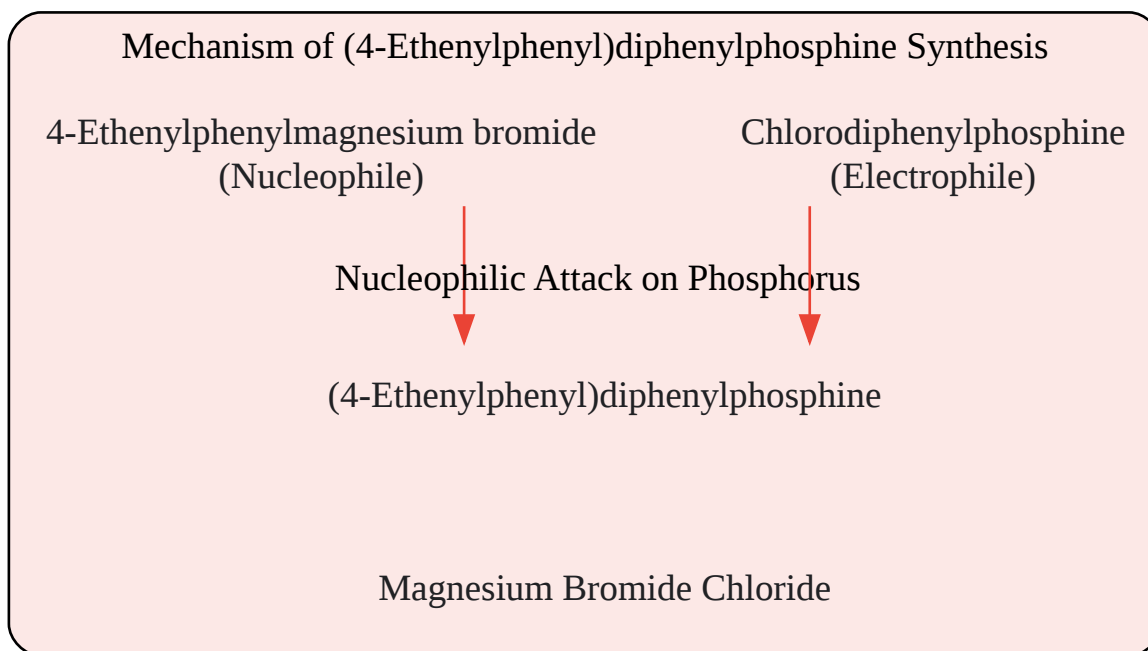 Mechanism of (4-Ethenylphenyl)diphenylphosphine Synthesis
4-Ethenylphenylmagnesium bromide
(Nucleophile)
Chlorodiphenylphosphine
(Electrophile)
Nucleophilic Attack on Phosphorus
(4-Ethenylphenyl)diphenylphosphine
Magnesium Bromide Chloride